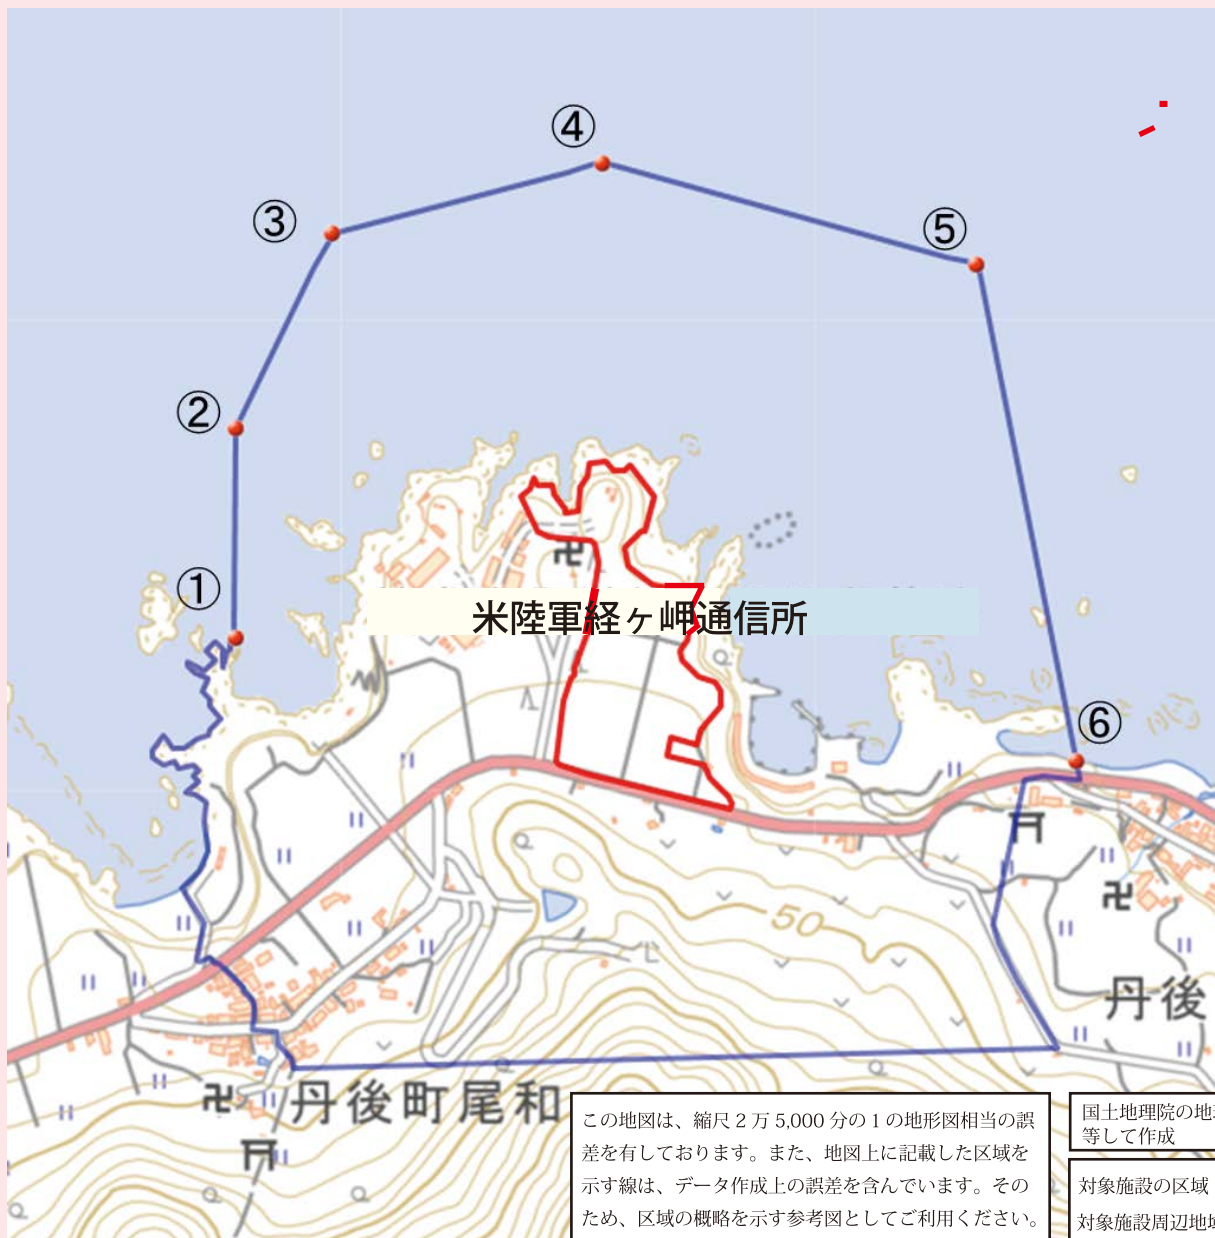 ④
③
⑤
②
①
米陸軍経ヶ岬通信所
⑥
50
丹後
丹後町尾和
この地図は、縮尺2万5,000分の1の地形図相当の誤
差を有しております。また、地図上に記載した区域を
示す線は、データ作成上の誤差を含んでいます。その
ため、区域の概略を示す参考図としてご利用ください。
国土地理院の地
等して作成
対象施設の区域
対象施設周辺地